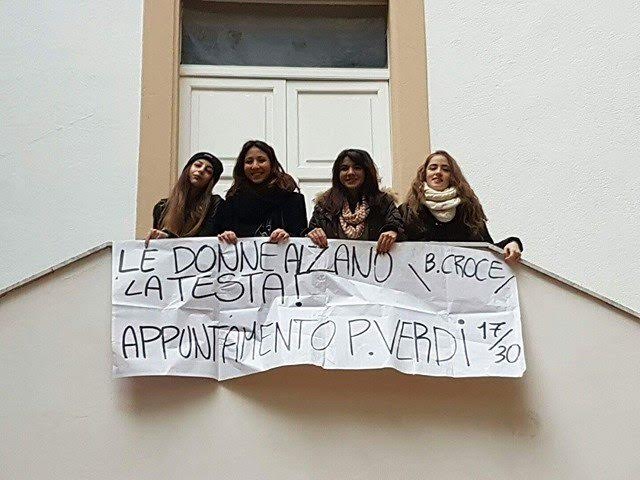 LE DONNE ALZANO
LA TESTA!
\ B. CROCE /
APPUNTAMENTO P. VERDI 17/30